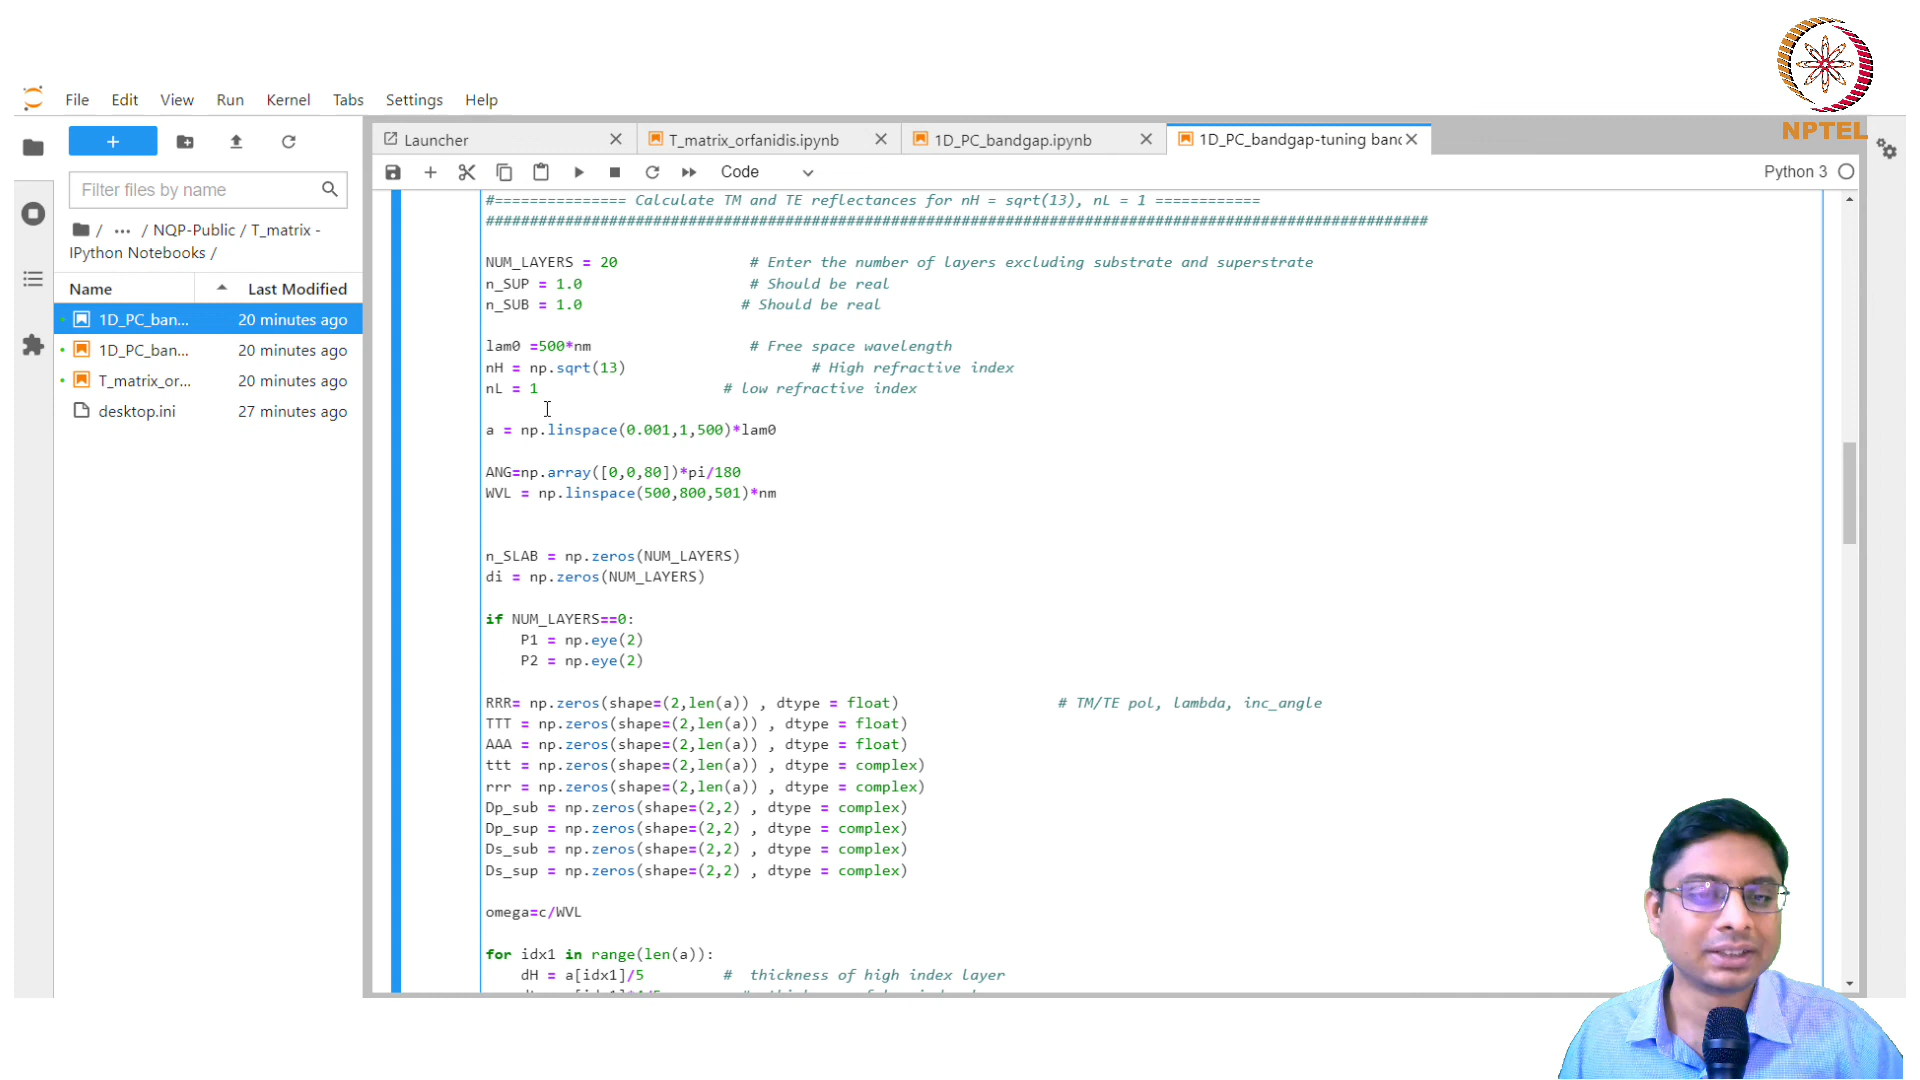 NPTEL
File Edit View Run Kernel Tabs Settings Help
Launcher
T_matrix_orfanidis.ipynb
1D_PC_bandgap.ipynb
1D_PC_bandgap-tuning banc
Code
Python 3
Filter files by name
/ ... / NQP-Public / T_matrix -
IPython Notebooks /
Name Last Modified
1D_PC_ban... 20 minutes ago
1D_PC_ban... 20 minutes ago
T_matrix_or... 20 minutes ago
desktop.ini 27 minutes ago
#=============== Calculate TM and TE reflectances for nH = sqrt(13), nL = 1 ============
###########################################################################################################
NUM_LAYERS = 20 # Enter the number of layers excluding substrate and superstrate
n_SUP = 1.0 # Should be real
n_SUB = 1.0 # Should be real
lam0 =500*nm # Free space wavelength
nH = np.sqrt(13) # High refractive index
nL = 1 # low refractive index
a = np.linspace(0.001,1,500)*lam0
ANG=np.array([0,0,80])*pi/180
WVL = np.linspace(500,800,501)*nm
n_SLAB = np.zeros(NUM_LAYERS)
di = np.zeros(NUM_LAYERS)
if NUM_LAYERS==0:
P1 = np.eye(2)
P2 = np.eye(2)
RRR= np.zeros(shape=(2,len(a)) , dtype = float) # TM/TE pol, lambda, inc_angle
TTT = np.zeros(shape=(2,len(a)) , dtype = float)
AAA = np.zeros(shape=(2,len(a)) , dtype = float)
ttt = np.zeros(shape=(2,len(a)) , dtype = complex)
rrr = np.zeros(shape=(2,len(a)) , dtype = complex)
Dp_sub = np.zeros(shape=(2,2) , dtype = complex)
Dp_sup = np.zeros(shape=(2,2) , dtype = complex)
Ds_sub = np.zeros(shape=(2,2) , dtype = complex)
Ds_sup = np.zeros(shape=(2,2) , dtype = complex)
omega=c/WVL
for idx1 in range(len(a)):
dH = a[idx1]/5 # thickness of high index layer